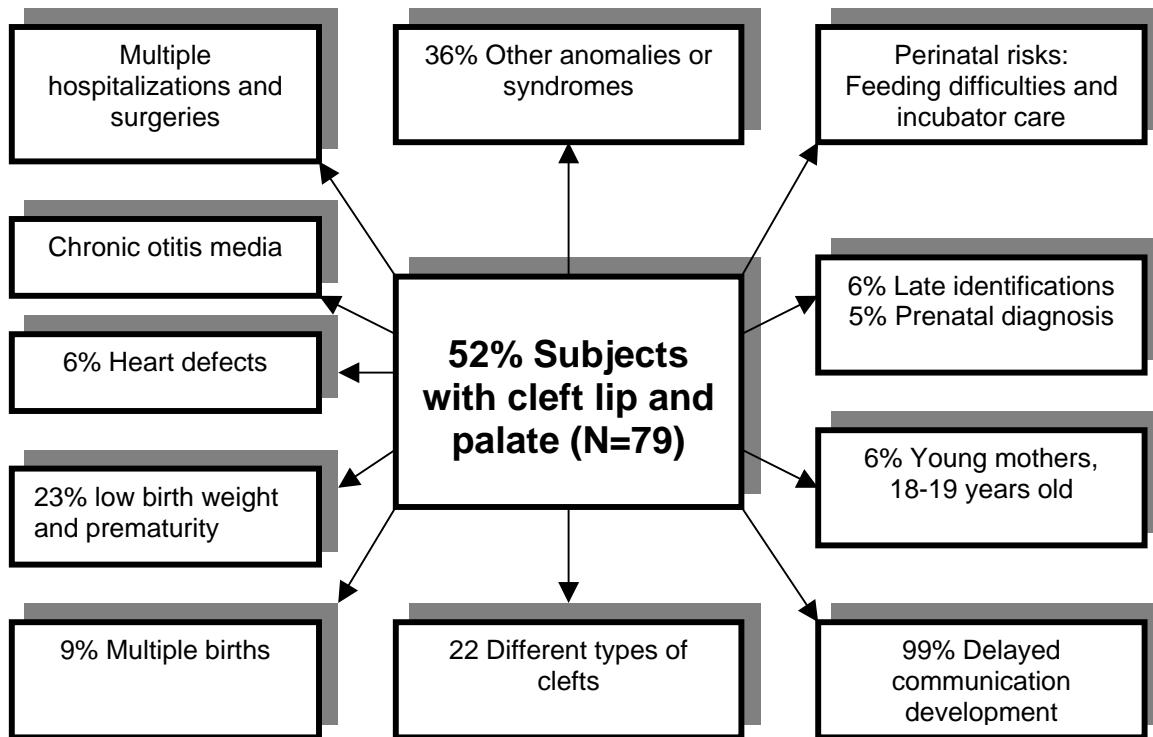 Multiple
hospitalizations and
surgeries
36% Other anomalies or
syndromes
Perinatal risks:
Feeding difficulties and
incubator care
Chronic otitis media
6% Late identifications
5% Prenatal diagnosis
6% Heart defects
52% Subjects
with cleft lip and
palate (N=79)
6% Young mothers,
18-19 years old
23% low birth weight
and prematurity
9% Multiple births
22 Different types of
clefts
99% Delayed
communication
development